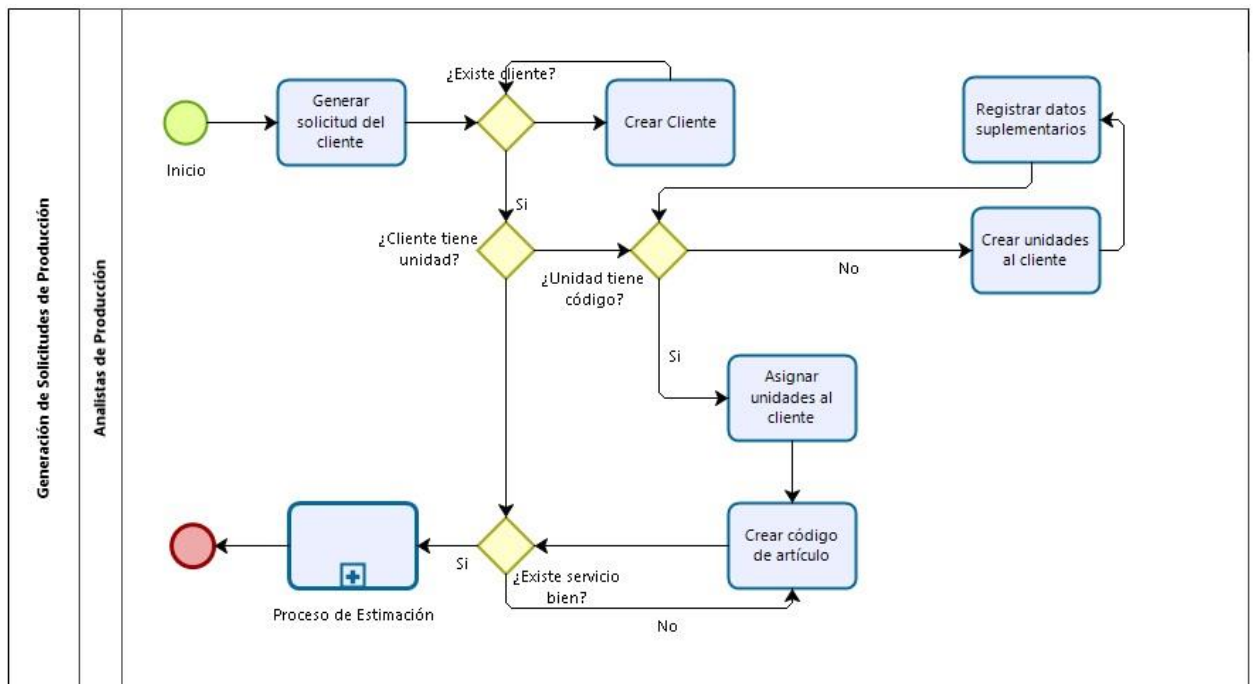 Generación de Solicitudes de Producción
Analistas de Producción
Inicio
Generar
solicitud del
cliente
¿Existe cliente?
Crear Cliente
Registrar datos
suplementarios
Si
¿Cliente tiene
unidad?
¿Unidad tiene
código?
No
Crear unidades
al cliente
Si
Asignar
unidades al
cliente
Proceso de Estimación
Si
¿Existe servicio
bien?
Crear código
de artículo
No